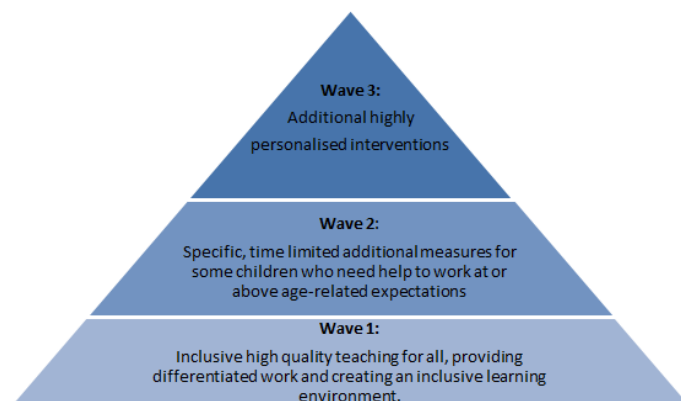 Wave 3:
Additional highly
personalised interventions
Wave 2:
Specific, time limited additional measures for
some children who need help to work at or
above age-related expectations
Wave 1:
Inclusive high quality teaching for all, providing
differentiated work and creating an inclusive learning
environment.